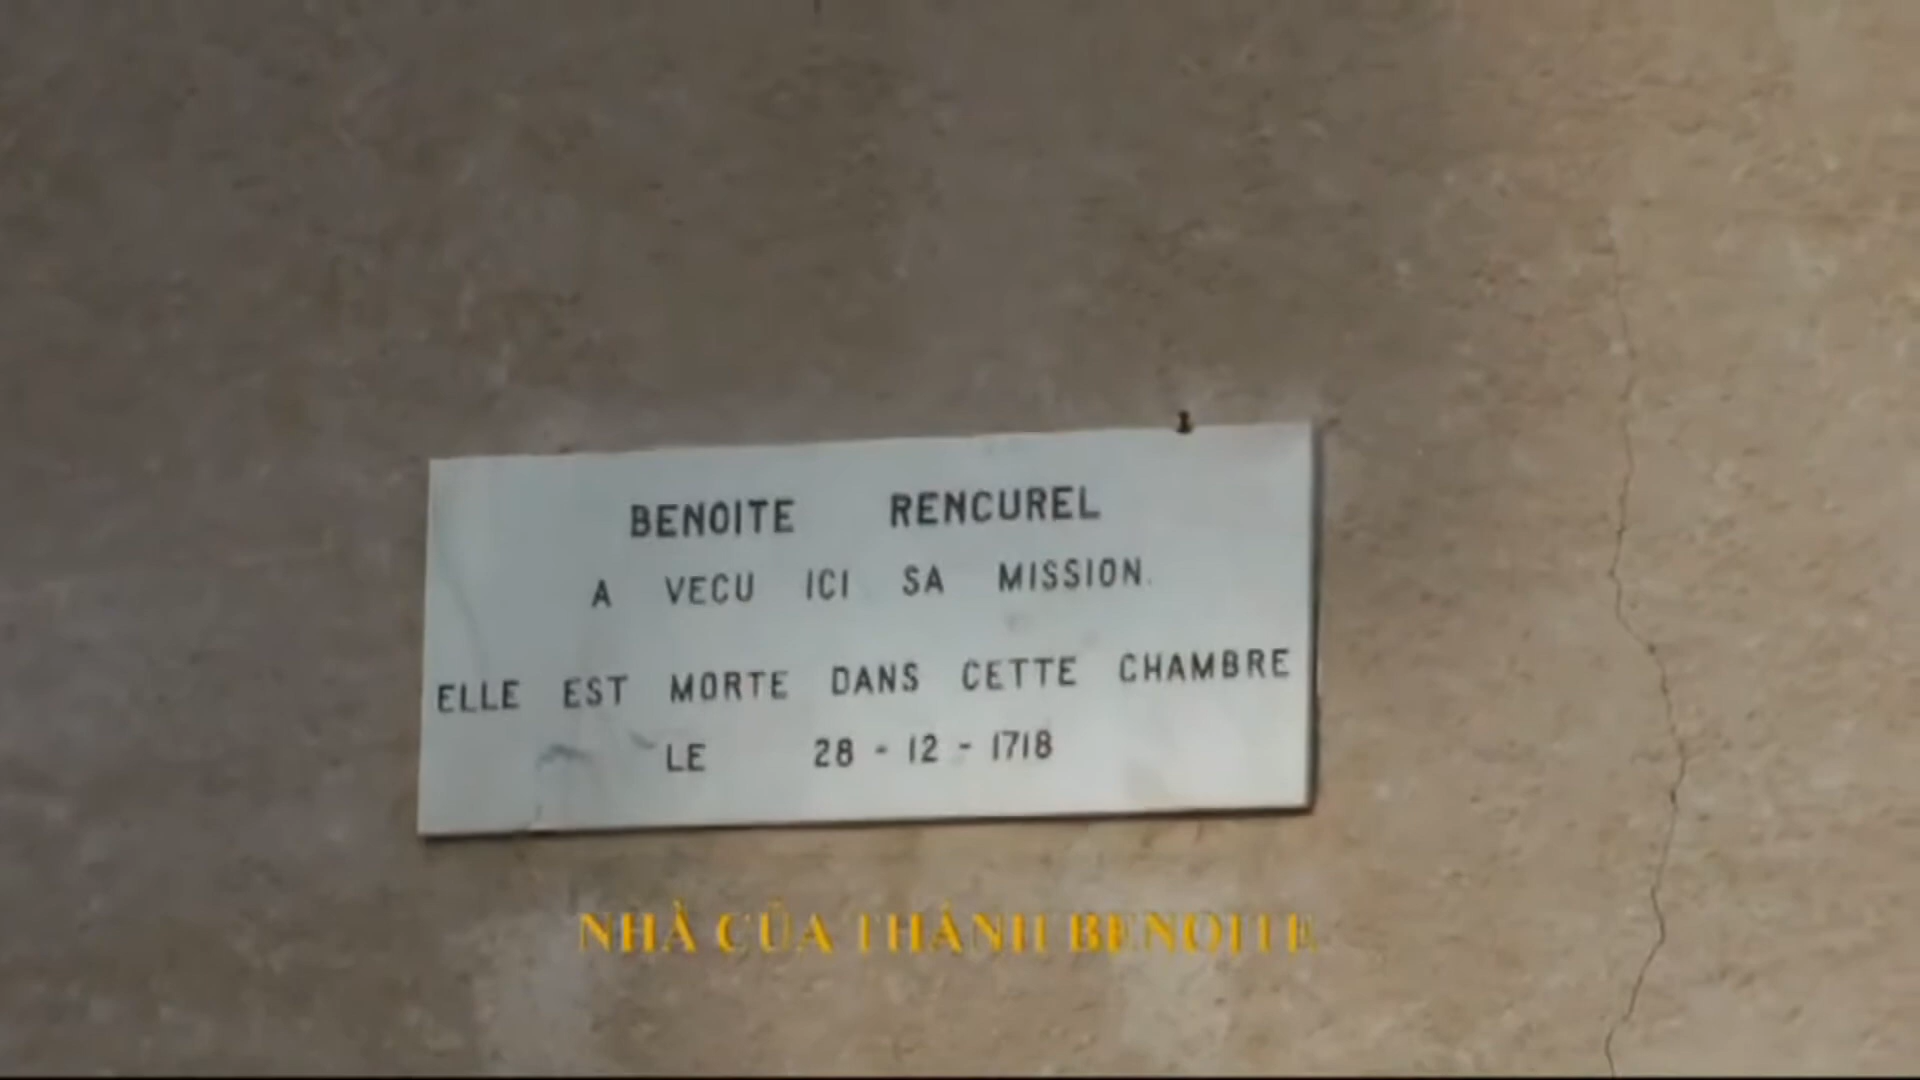 BENOITE RENCUREL
A VECU ICI SA MISSION.
ELLE EST MORTE DANS CETTE CHAMBRE
LE 28 - 12 - 1718
NHÀ CỦA THÁNH BENOITE